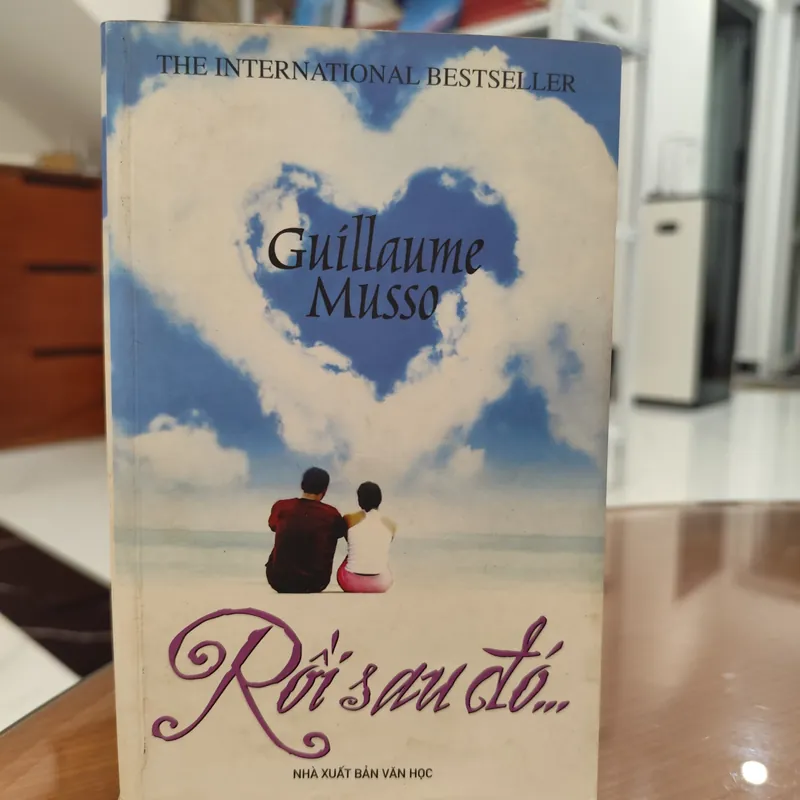 THE INTERNATIONAL BESTSELLER
Guillaume
Musso
Rồi sau đó...
NHÀ XUẤT BẢN VĂN HỌC